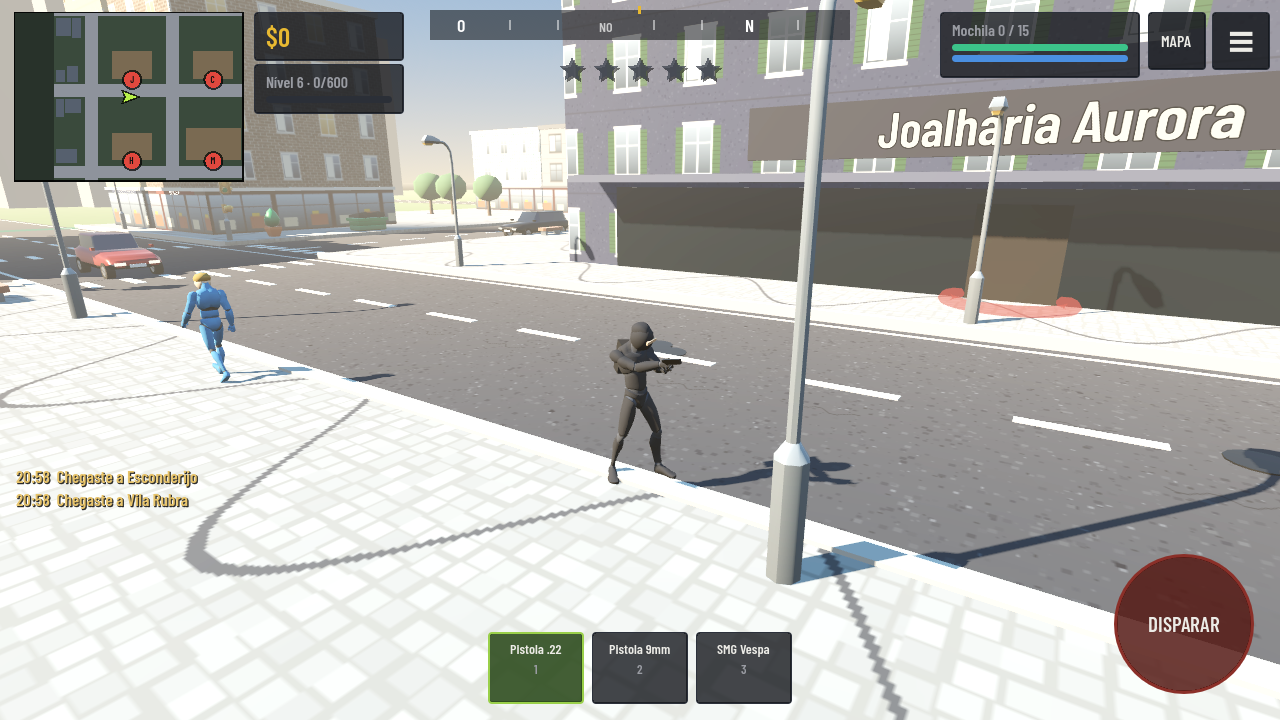 J
C
H
M
$0
Nível 6 · 0/600
O
NO
N
Mochila 0 / 15
MAPA
Joalharia Aurora
20:58 Chegaste a Esconderijo
20:58 Chegaste a Vila Rubra
Pistola .22
1
Pistola 9mm
2
SMG Vespa
3
DISPARAR